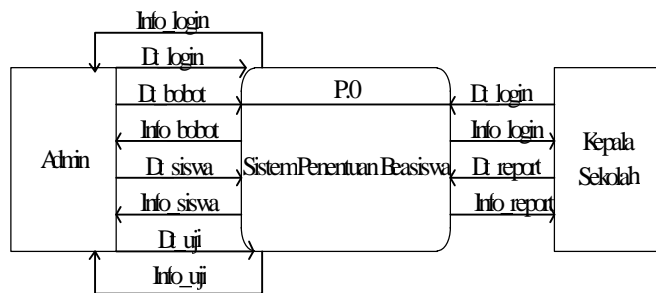 Info_login
Dt_login
Dt_bobot
Info_bobot
Admin
Dt_siswa
Info_siswa
Dt_uji
Info_uji
P.0
Sistem Penentuan Beasiswa
Dt_login
Info_login
Dt_report
Info_report
Kepala
Sekolah